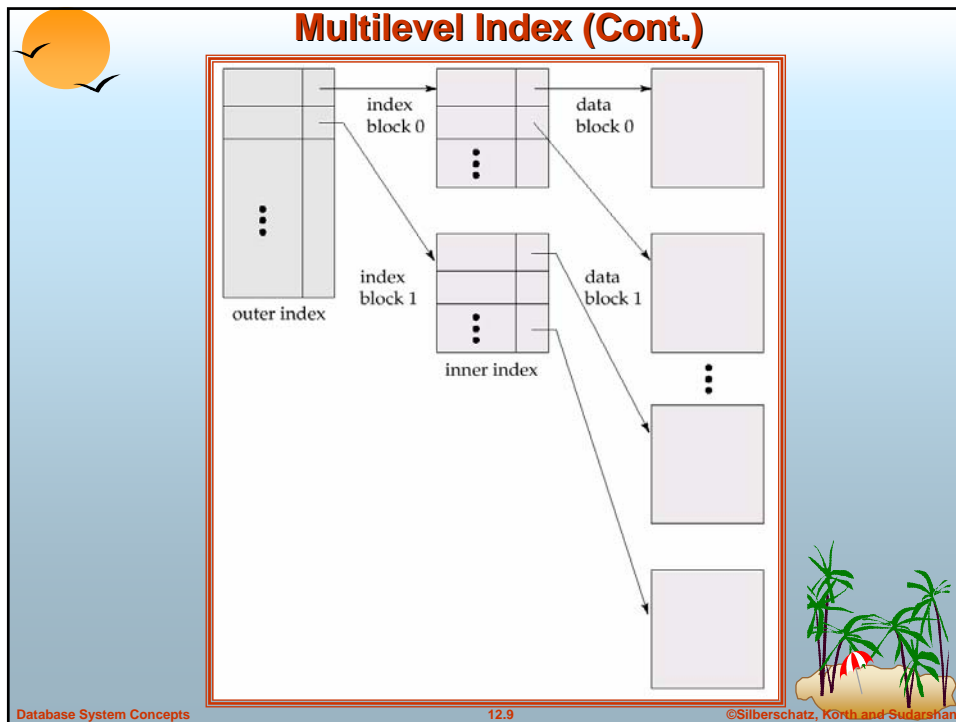 Multilevel Index (Cont.)
index
block 0
data
block 0
index
block 1
data
block 1
outer index
inner index
Database System Concepts
12.9
©Silberschatz, Korth and Sudarshan